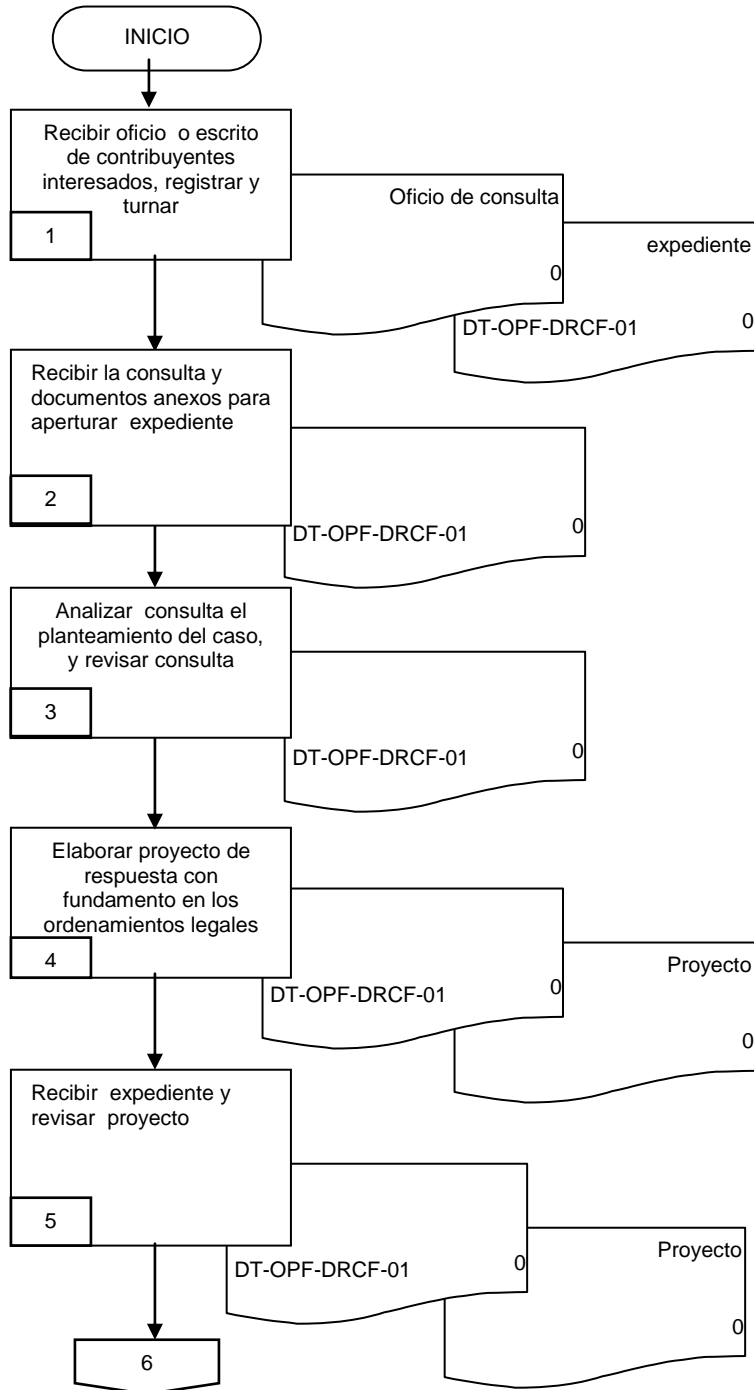 INICIO
Recibir oficio o escrito
de contribuyentes
interesados, registrar y
turnar
1
Oficio de consulta
0
expediente
DT-OPF-DRCF-01
0
Recibir la consulta y
documentos anexos para
aperturar expediente
2
DT-OPF-DRCF-01
0
Analizar consulta el
planteamiento del caso,
y revisar consulta
3
DT-OPF-DRCF-01
0
Elaborar proyecto de
respuesta con
fundamento en los
ordenamientos legales
4
DT-OPF-DRCF-01
0
Proyecto
0
Recibir expediente y
revisar proyecto
5
DT-OPF-DRCF-01
0
Proyecto
0
6